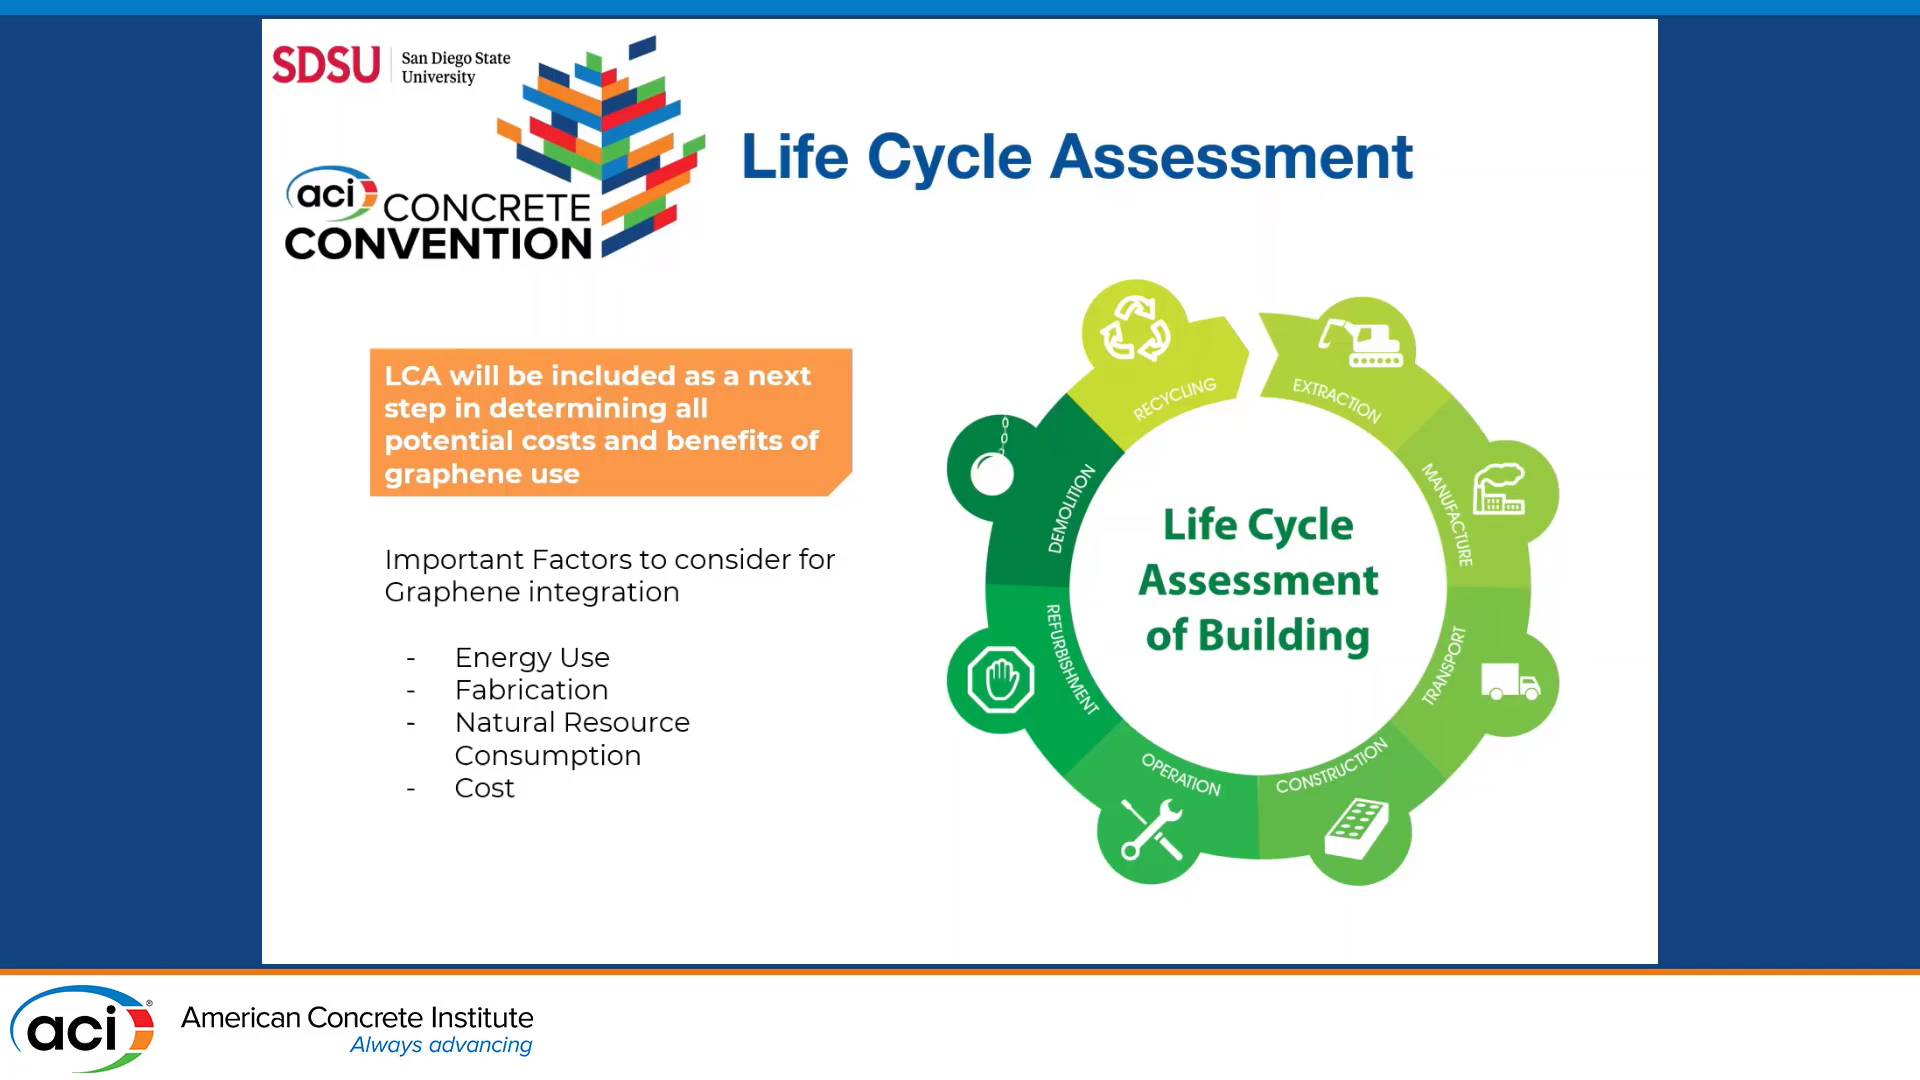 SDSU
San Diego State
University
aci CONCRETE
CONVENTION
Life Cycle Assessment
LCA will be included as a next
step in determining all
potential costs and benefits of
graphene use
Important Factors to consider for
Graphene integration
- Energy Use
- Fabrication
- Natural Resource
Consumption
- Cost
EXTRACTION
MANUFACTURE
TRANSPORT
CONSTRUCTION
OPERATION
REFURBISHMENT
DEMOLITION
RECYCLING
Life Cycle
Assessment
of Building
aci®
American Concrete Institute
Always advancing